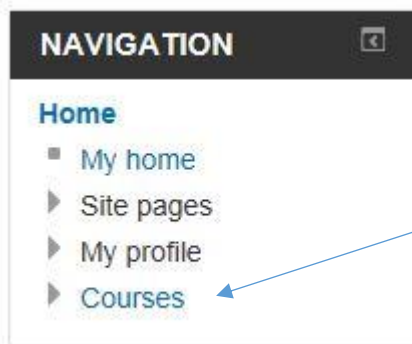 NAVIGATION
Home
My home
Site pages
My profile
Courses